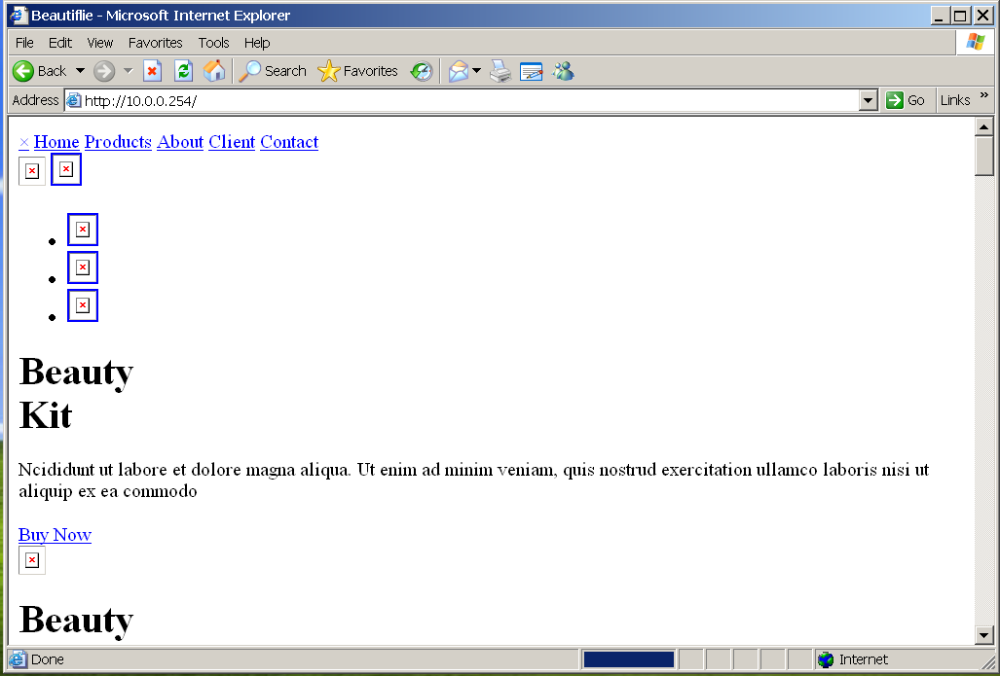 Beautiflie - Microsoft Internet Explorer
File Edit View Favorites Tools Help
Back Search Favorites
Address http://10.0.0.254/ Go Links »
× Home Products About Client Contact
Beauty
Kit
Ncididunt ut labore et dolore magna aliqua. Ut enim ad minim veniam, quis nostrud exercitation ullamco laboris nisi ut
aliquip ex ea commodo
Buy Now
Beauty
Done Internet